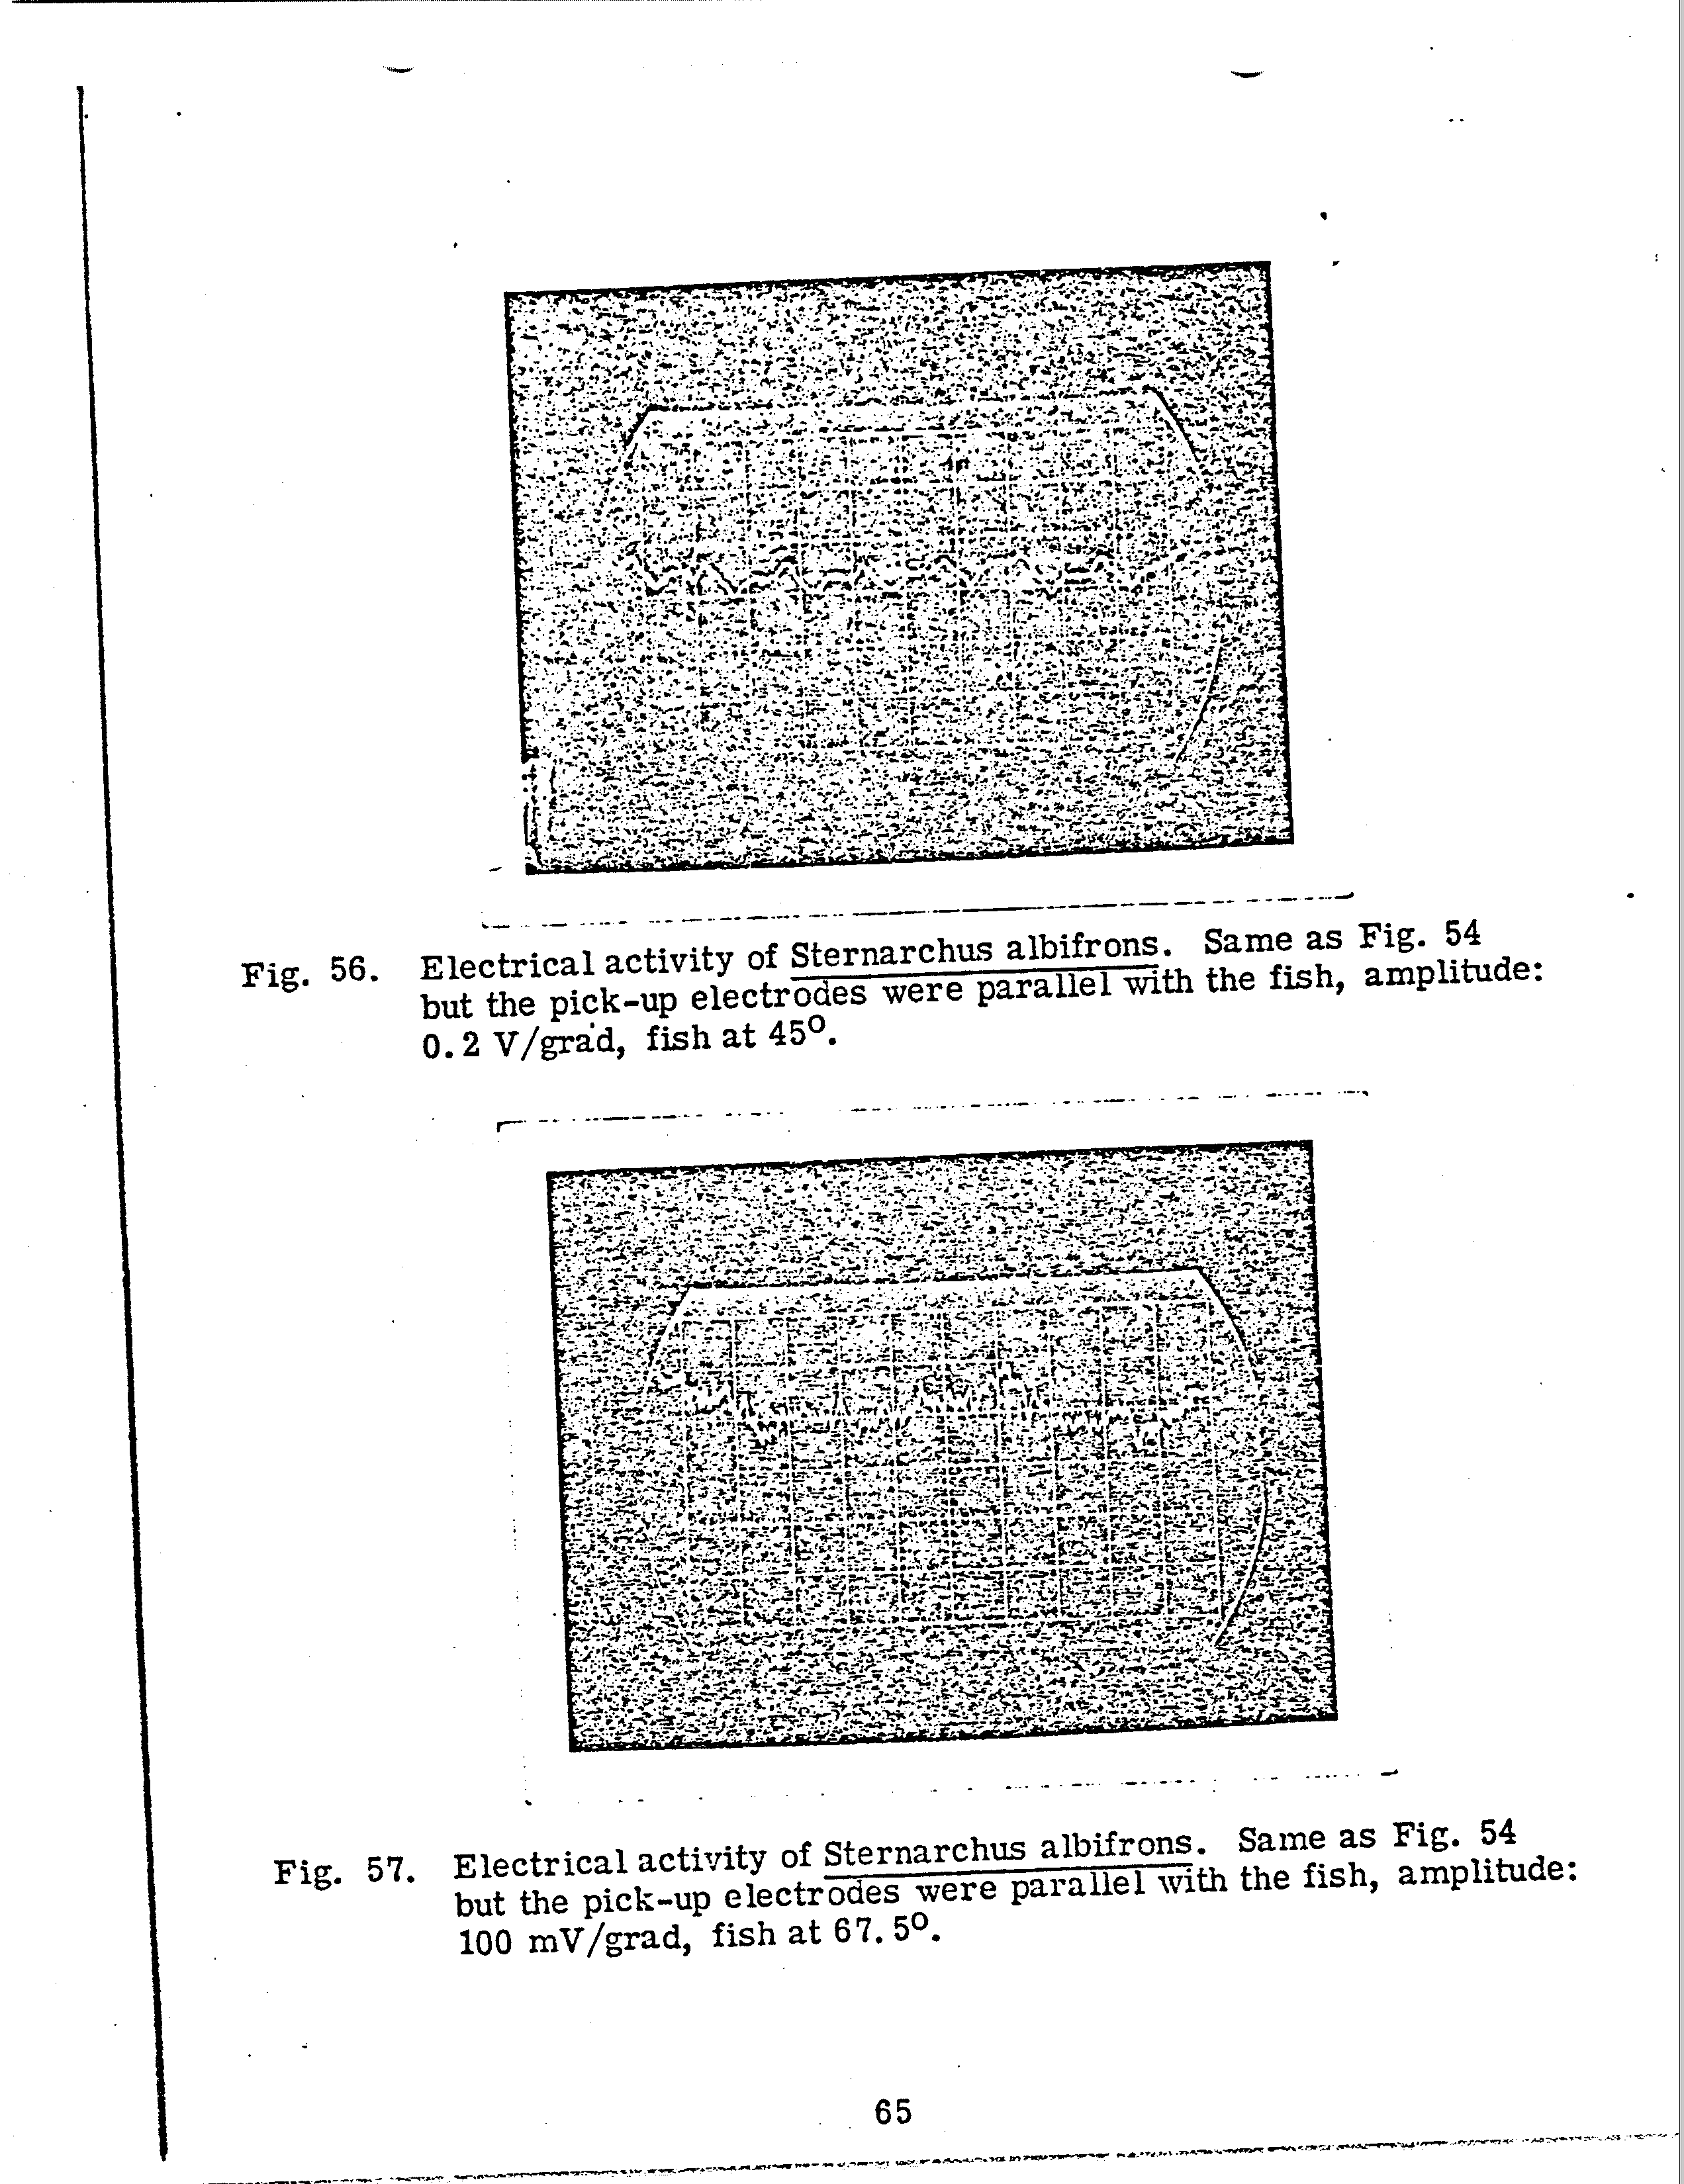 Fig. 56. Electrical activity of Sternarchus albifrons. Same as Fig. 54
but the pick-up electrodes were parallel with the fish, amplitude:
0.2 V/grad, fish at 45°.
Fig. 57. Electrical activity of Sternarchus albifrons. Same as Fig. 54
but the pick-up electrodes were parallel with the fish, amplitude:
100 mV/grad, fish at 67.5°.
65